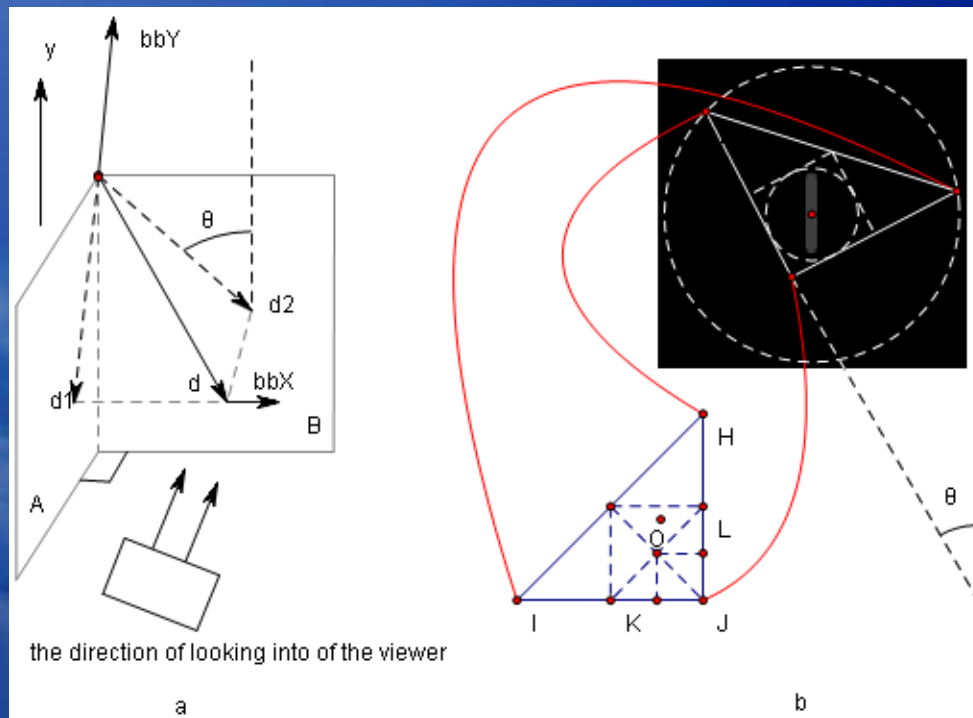 bbY
y
θ
d2
d
bbX
d1
B
A
the direction of looking into of the viewer
a
H
L
O
I
K
J
θ
b